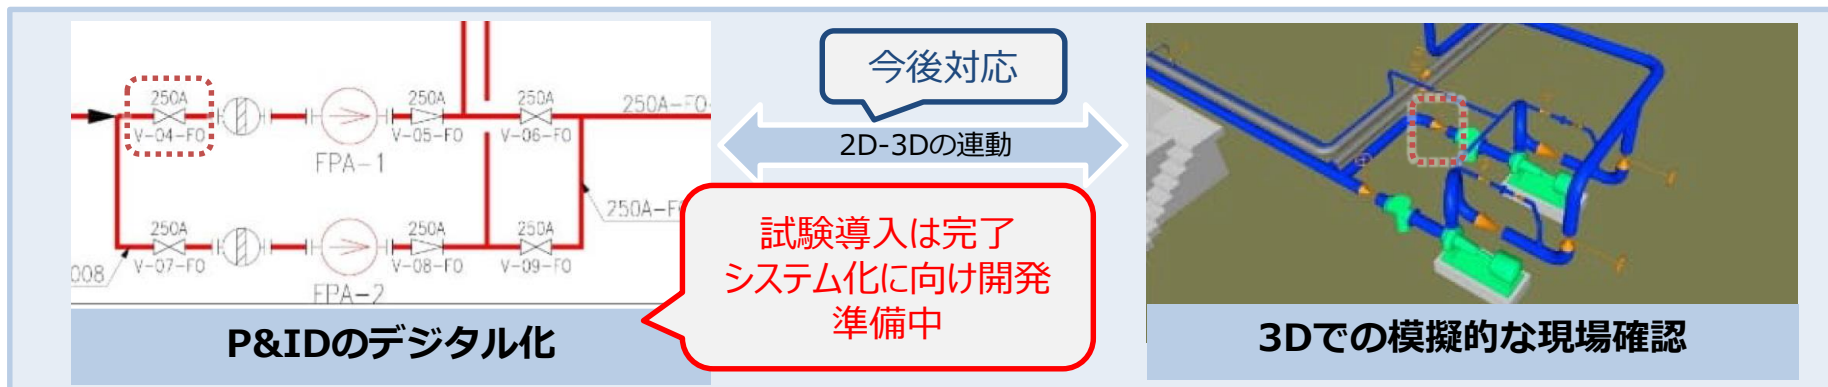 今後対応
2D-3Dの連動
試験導入は完了
システム化に向け開発
準備中
250A
V-04-FO
FPA-1
250A
V-05-FO
250A
V-06-FO
250A-FO-
250A
V-07-FO
008
FPA-2
250A
V-08-FO
250A
V-09-FO
250A-F
P&IDのデジタル化
3Dでの模擬的な現場確認